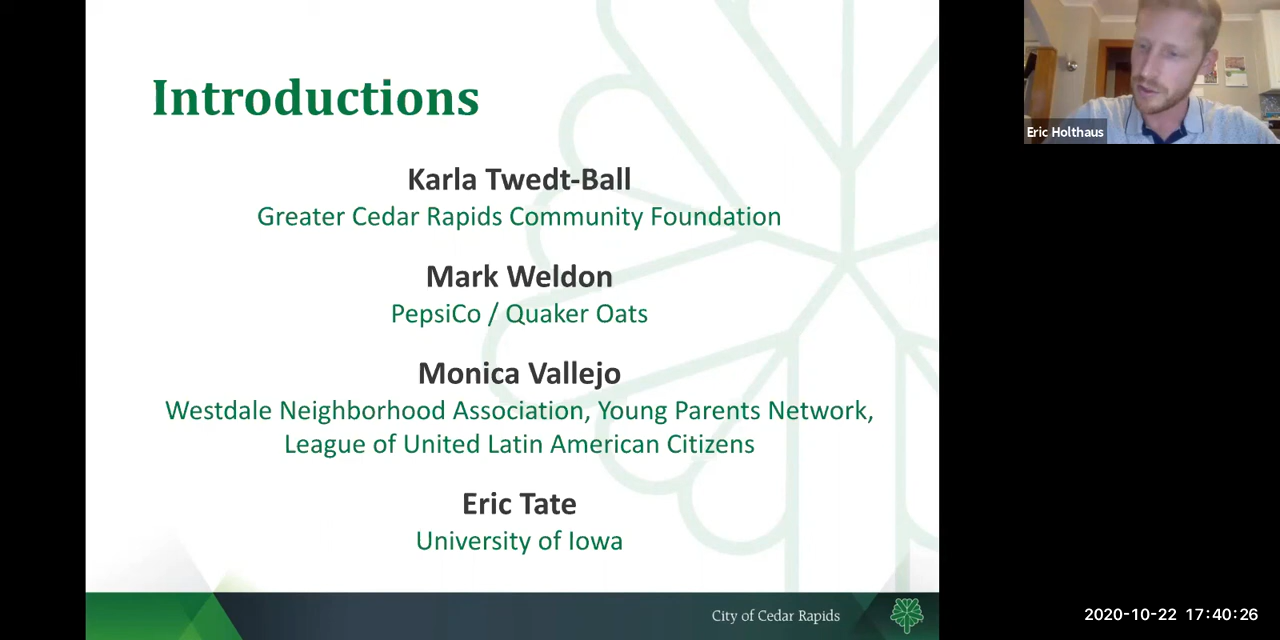 Introductions
Karla Twedt-Ball
Greater Cedar Rapids Community Foundation
Mark Weldon
PepsiCo / Quaker Oats
Monica Vallejo
Westdale Neighborhood Association, Young Parents Network,
League of United Latin American Citizens
Eric Tate
University of Iowa
City of Cedar Rapids
Eric Holthaus
2020-10-22 17:40:26